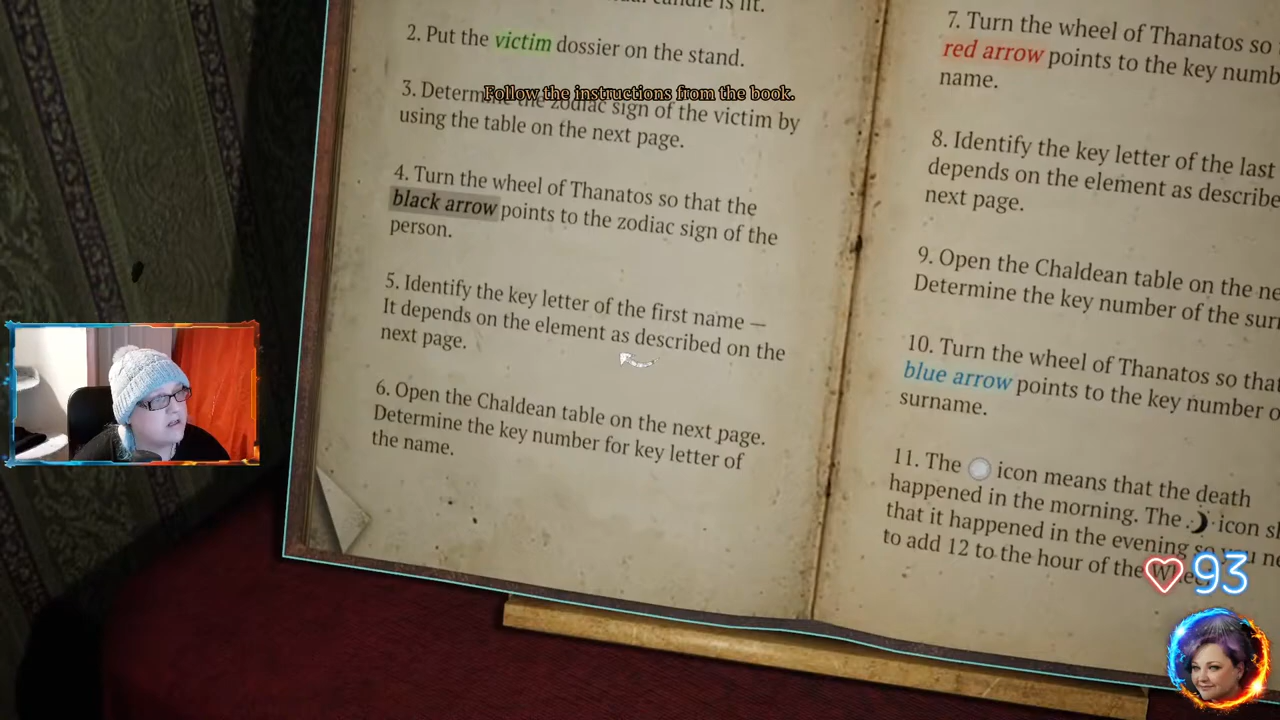 candle is lit.
2. Put the victim dossier on the stand.
3. Determine the zodiac sign of the victim by
using the table on the next page.
Follow the instructions from the book.
4. Turn the wheel of Thanatos so that the
black arrow points to the zodiac sign of the
person.
5. Identify the key letter of the first name —
It depends on the element as described on the
next page.
6. Open the Chaldean table on the next page.
Determine the key number for key letter of
the name.
7. Turn the wheel of Thanatos so
red arrow points to the key numb
name.
8. Identify the key letter of the last
depends on the element as describe
next page.
9. Open the Chaldean table on the ne
Determine the key number of the sur
10. Turn the wheel of Thanatos so that
blue arrow points to the key number o
surname.
11. The icon means that the death
happened in the morning. The icon s
that it happened in the evening so you ne
to add 12 to the hour of the
93